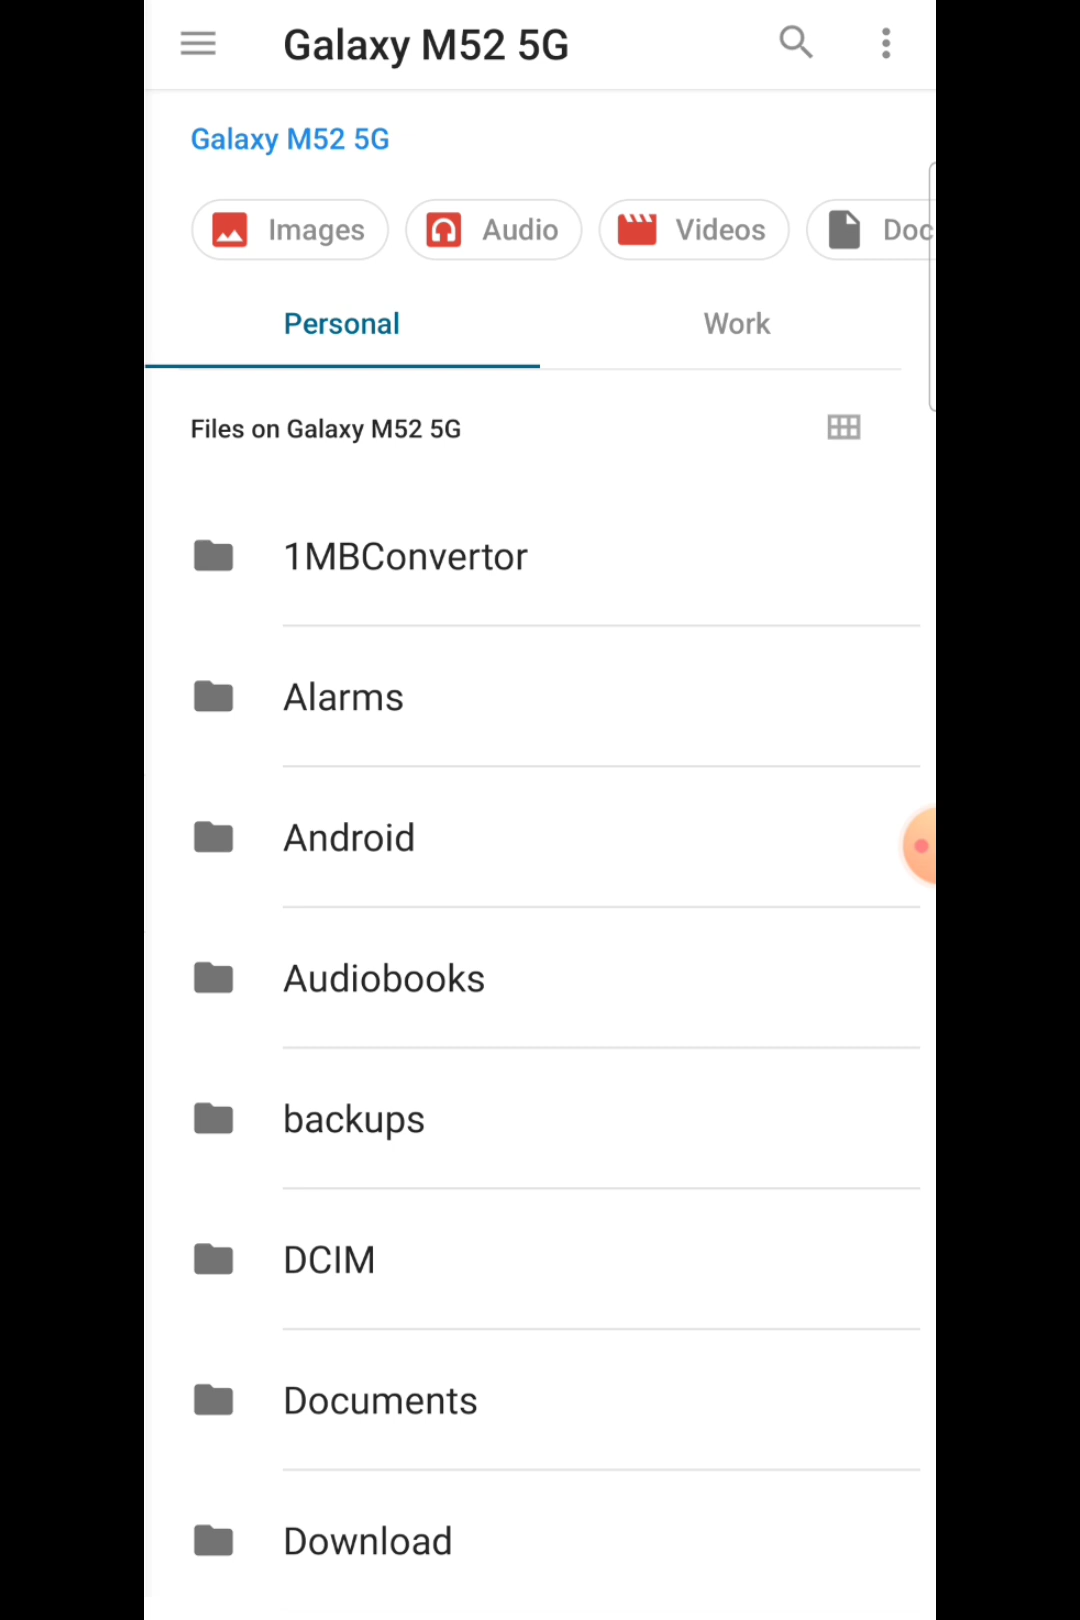 Galaxy M52 5G
Galaxy M52 5G
Images Audio Videos Doc
Personal Work
Files on Galaxy M52 5G
1MBConvertor
Alarms
Android
Audiobooks
backups
DCIM
Documents
Download